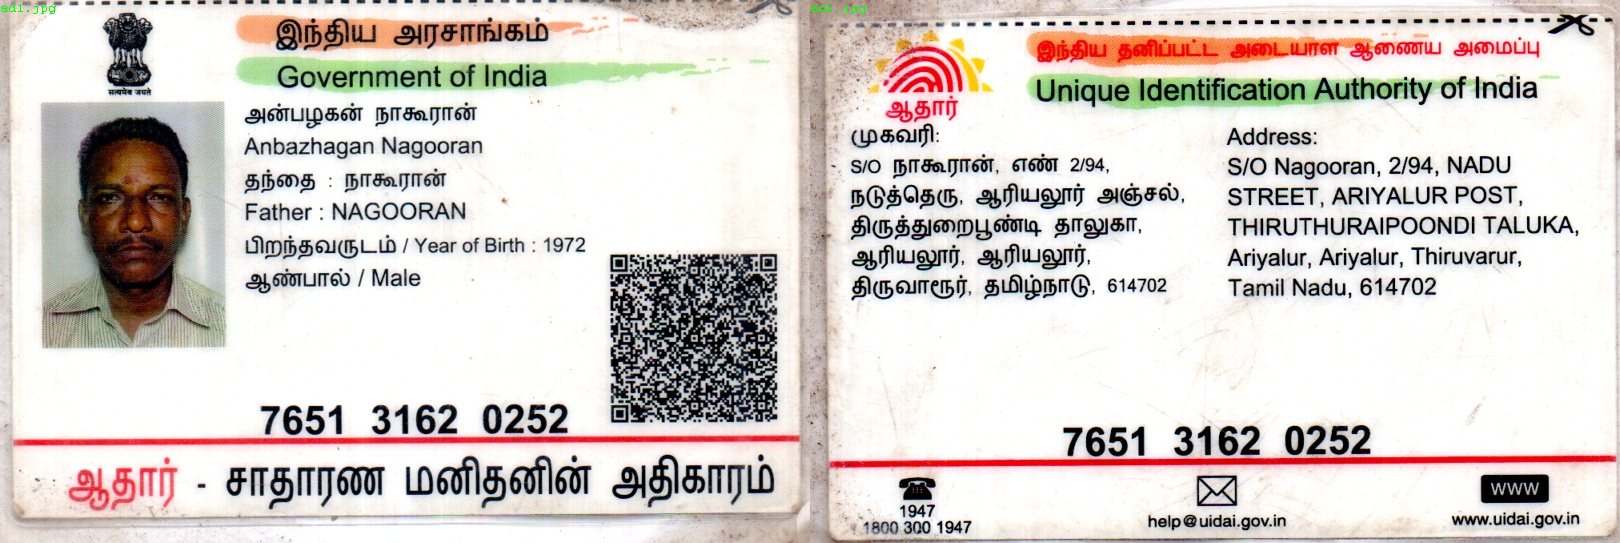 ad1.jpg
இந்திய அரசாங்கம்
Government of India
सत्यमेव जयते
அன்பழகன் நாகூரான்
Anbazhagan Nagooran
தந்தை : நாகூரான்
Father : NAGOORAN
பிறந்தவருடம் / Year of Birth : 1972
ஆண்பால் / Male
7651 3162 0252
ஆதார் - சாதாரண மனிதனின் அதிகாரம்
ad1.jpg
இந்திய தனிப்பட்ட அடையாள ஆணைய அமைப்பு
Unique Identification Authority of India
ஆதார்
முகவரி:
S/O நாகூரான், எண் 2/94,
நடுத்தெரு, ஆரியலூர் அஞ்சல்,
திருத்துறைபூண்டி தாலுகா,
ஆரியலூர், ஆரியலூர்,
திருவாரூர், தமிழ்நாடு, 614702
Address:
S/O Nagooran, 2/94, NADU
STREET, ARIYALUR POST,
THIRUTHURAIPOONDI TALUKA,
Ariyalur, Ariyalur, Thiruvarur,
Tamil Nadu, 614702
7651 3162 0252
1947
1800 300 1947
help@uidai.gov.in
WWW
www.uidai.gov.in